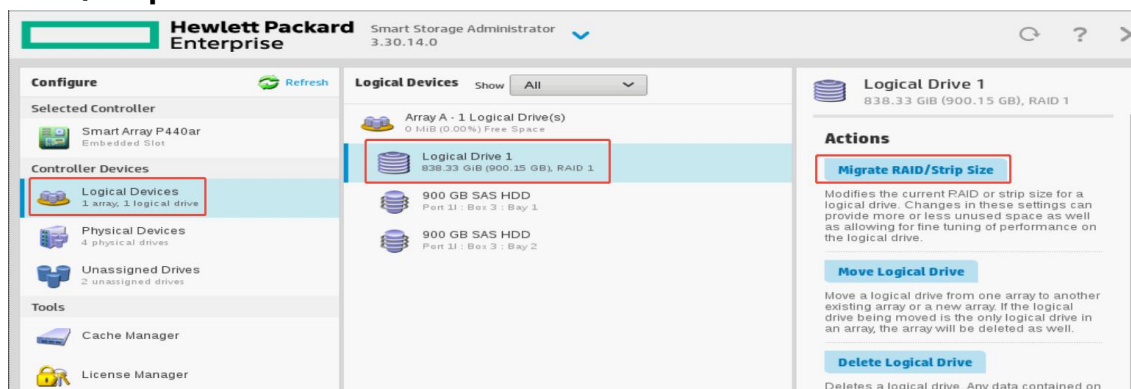 Hewlett Packard
Enterprise
Smart Storage Administrator
3.30.14.0
?
Configure
Refresh
Selected Controller
Smart Array P440ar
Embedded Slot
Controller Devices
Logical Devices
1 array, 1 logical drive
Physical Devices
4 physical drives
Unassigned Drives
2 unassigned drives
Tools
Cache Manager
License Manager
Logical Devices Show All
Array A - 1 Logical Drive(s)
0 MiB (0.00%) Free Space
Logical Drive 1
838.33 GiB (900.15 GB), RAID 1
900 GB SAS HDD
Port 1I : Box 3 : Bay 1
900 GB SAS HDD
Port 1I : Box 3 : Bay 2
Logical Drive 1
838.33 GiB (900.15 GB), RAID 1
Actions
Migrate RAID/Strip Size
Modifies the current RAID or strip size for a
logical drive. Changes in these settings can
provide more or less unused space as well
as allowing for fine tuning of performance on
the logical drive.
Move Logical Drive
Move a logical drive from one array to another
existing array or a new array. If the logical
drive being moved is the only logical drive in
an array, the array will be deleted as well.
Delete Logical Drive
Deletes a logical drive. Any data contained on